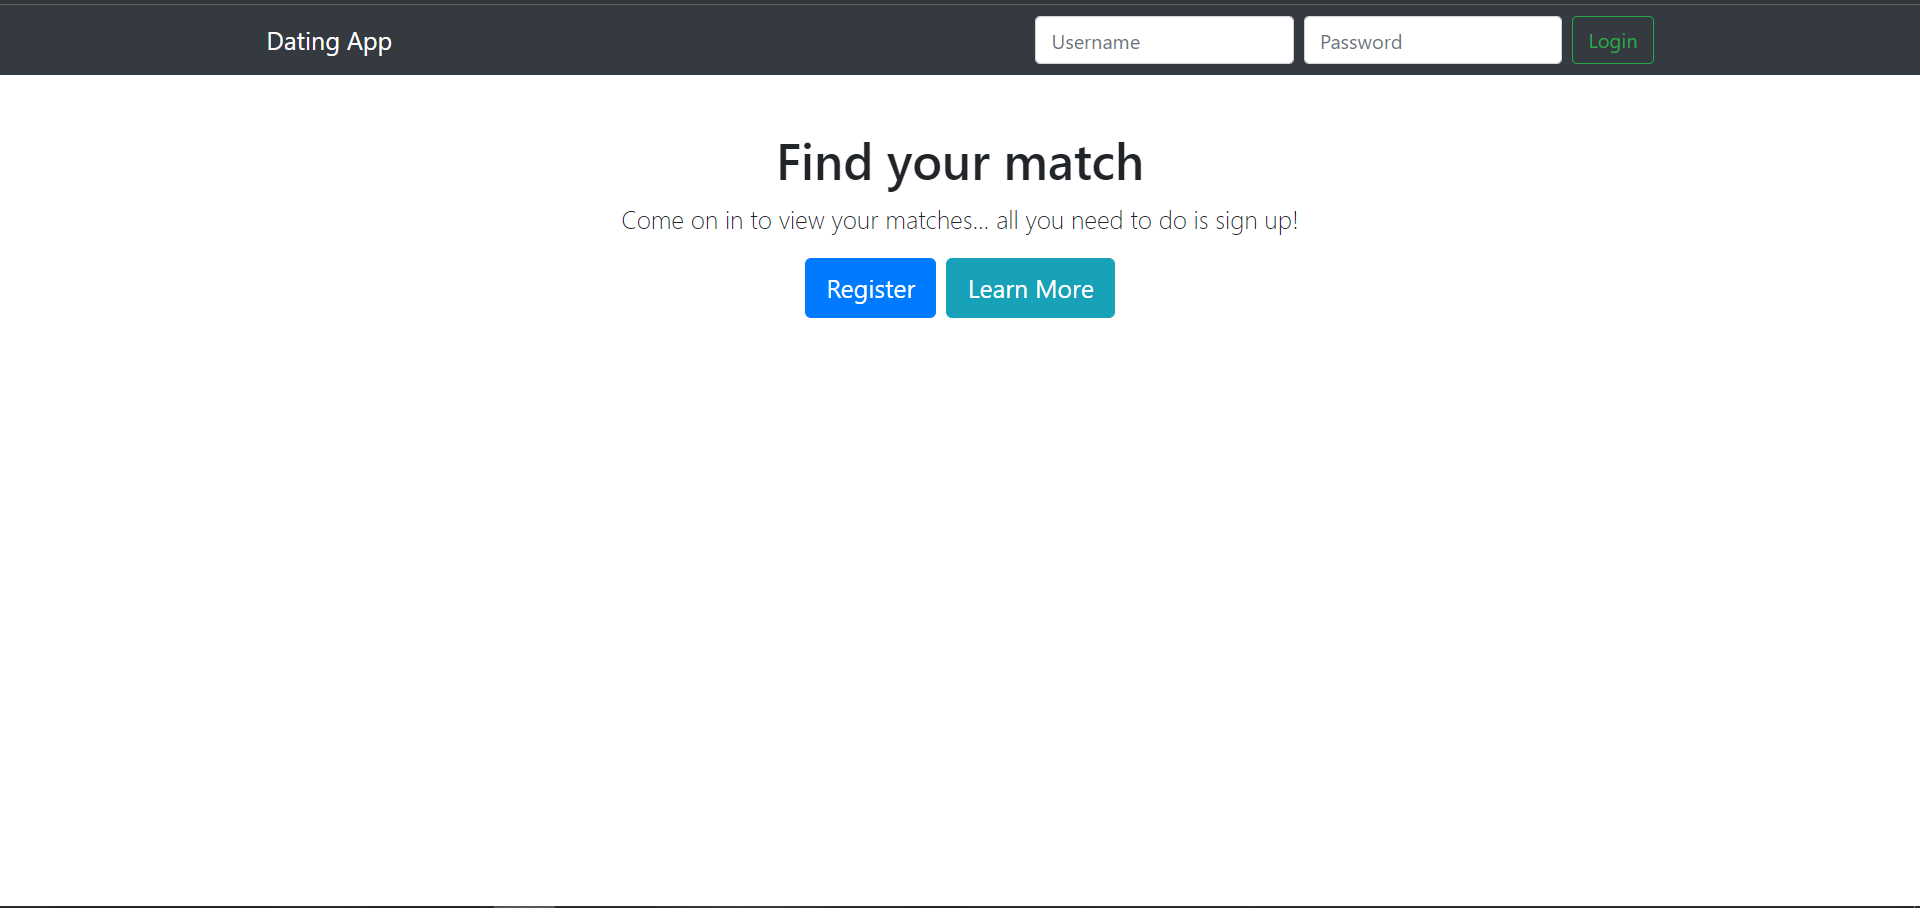 Dating App
Username
Password
Login
Find your match
Come on in to view your matches... all you need to do is sign up!
Register
Learn More